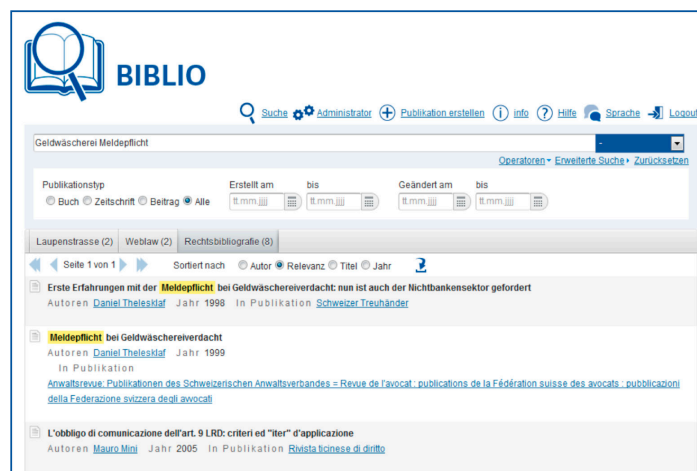 BIBLIO
Suche Administrator Publikation erstellen info Hilfe Sprache Logout
Geldwäscherei Meldepflicht -
Operatoren Erweiterte Suche Zurücksetzen
Publikationstyp Erstellt am bis Geändert am bis
Buch Zeitschrift Beitrag Alle tt.mm.jjjj tt.mm.jjjj tt.mm.jjjj tt.mm.jjjj
Laupenstrasse (2) Weblaw (2) Rechtsbibliografie (8)
Seite 1 von 1 Sortiert nach Autor Relevanz Titel Jahr
Erste Erfahrungen mit der Meldepflicht bei Geldwäschereiverdacht: nun ist auch der Nichtbankensektor gefordert
Autoren Daniel Thelesklaf Jahr 1998 In Publikation Schweizer Treuhänder
Meldepflicht bei Geldwäschereiverdacht
Autoren Daniel Thelesklaf Jahr 1999
In Publikation
Anwaltsrevue: Publikationen des Schweizerischen Anwaltsverbandes = Revue de l'avocat : publications de la Fédération suisse des avocats : pubblicazioni
della Federazione svizzera degli avvocati
L'obbligo di comunicazione dell'art. 9 LRD: criteri ed "iter" d'applicazione
Autoren Mauro Mini Jahr 2005 In Publikation Rivista ticinese di diritto